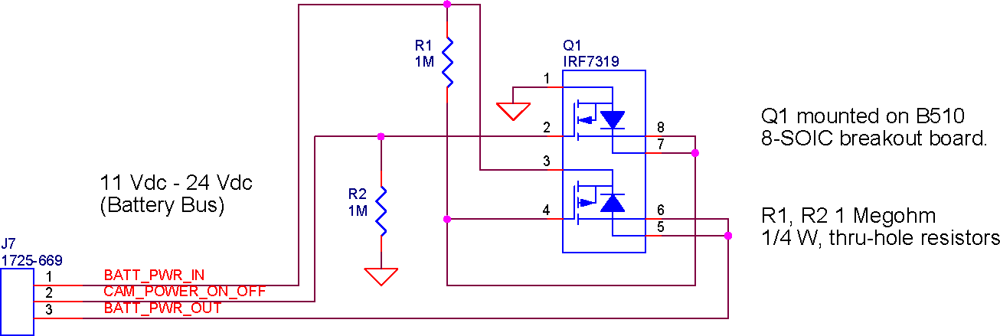 R1
1M
Q1
IRF7319
1
2
3
4
8
7
6
5
Q1 mounted on B510
8-SOIC breakout board.
R2
1M
11 Vdc - 24 Vdc
(Battery Bus)
R1, R2 1 Megohm
1/4 W, thru-hole resistors
J7
1725-669
1
BATT_PWR_IN
2
CAM_POWER_ON_OFF
3
BATT_PWR_OUT